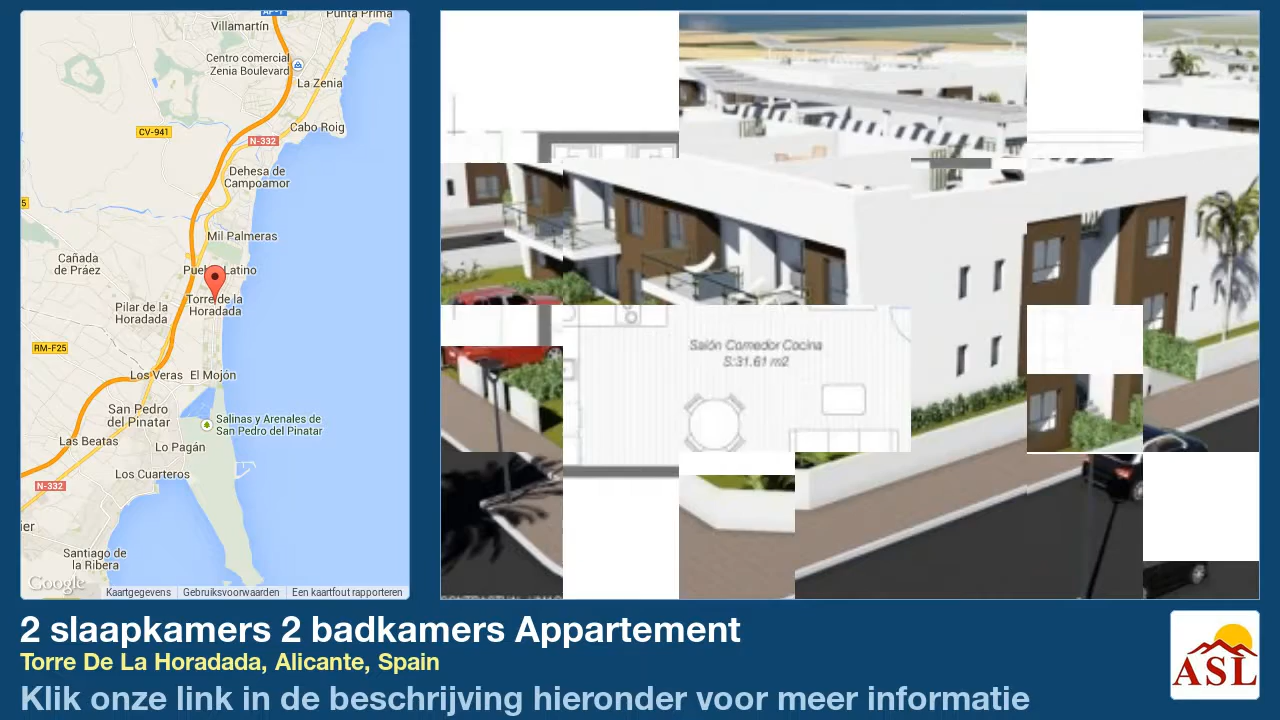 Punta Prima
AP-7
Villamartín
Centro comercial
Zenia Boulevard
La Zenia
CV-941
N-332
Cabo Roig
Dehesa de
Campoamor
5
Mil Palmeras
Cañada
de Práez
Torre de la
Horadada
Pilar de la
Horadada
RM-F25
Los Veras
El Mojón
San Pedro
del Pinatar
Salinas y Arenales de
San Pedro del Pinatar
Las Beatas
Lo Pagán
Los Cuarteros
N-332
ier
Santiago de
la Ribera
Google
Kaartgegevens
Gebruiksvoorwaarden
Een kaartfout rapporteren
Salón Comedor Cocina
S:31.61 m2
2 slaapkamers 2 badkamers Appartement
Torre De La Horadada, Alicante, Spain
Klik onze link in de beschrijving hieronder voor meer informatie
ASL